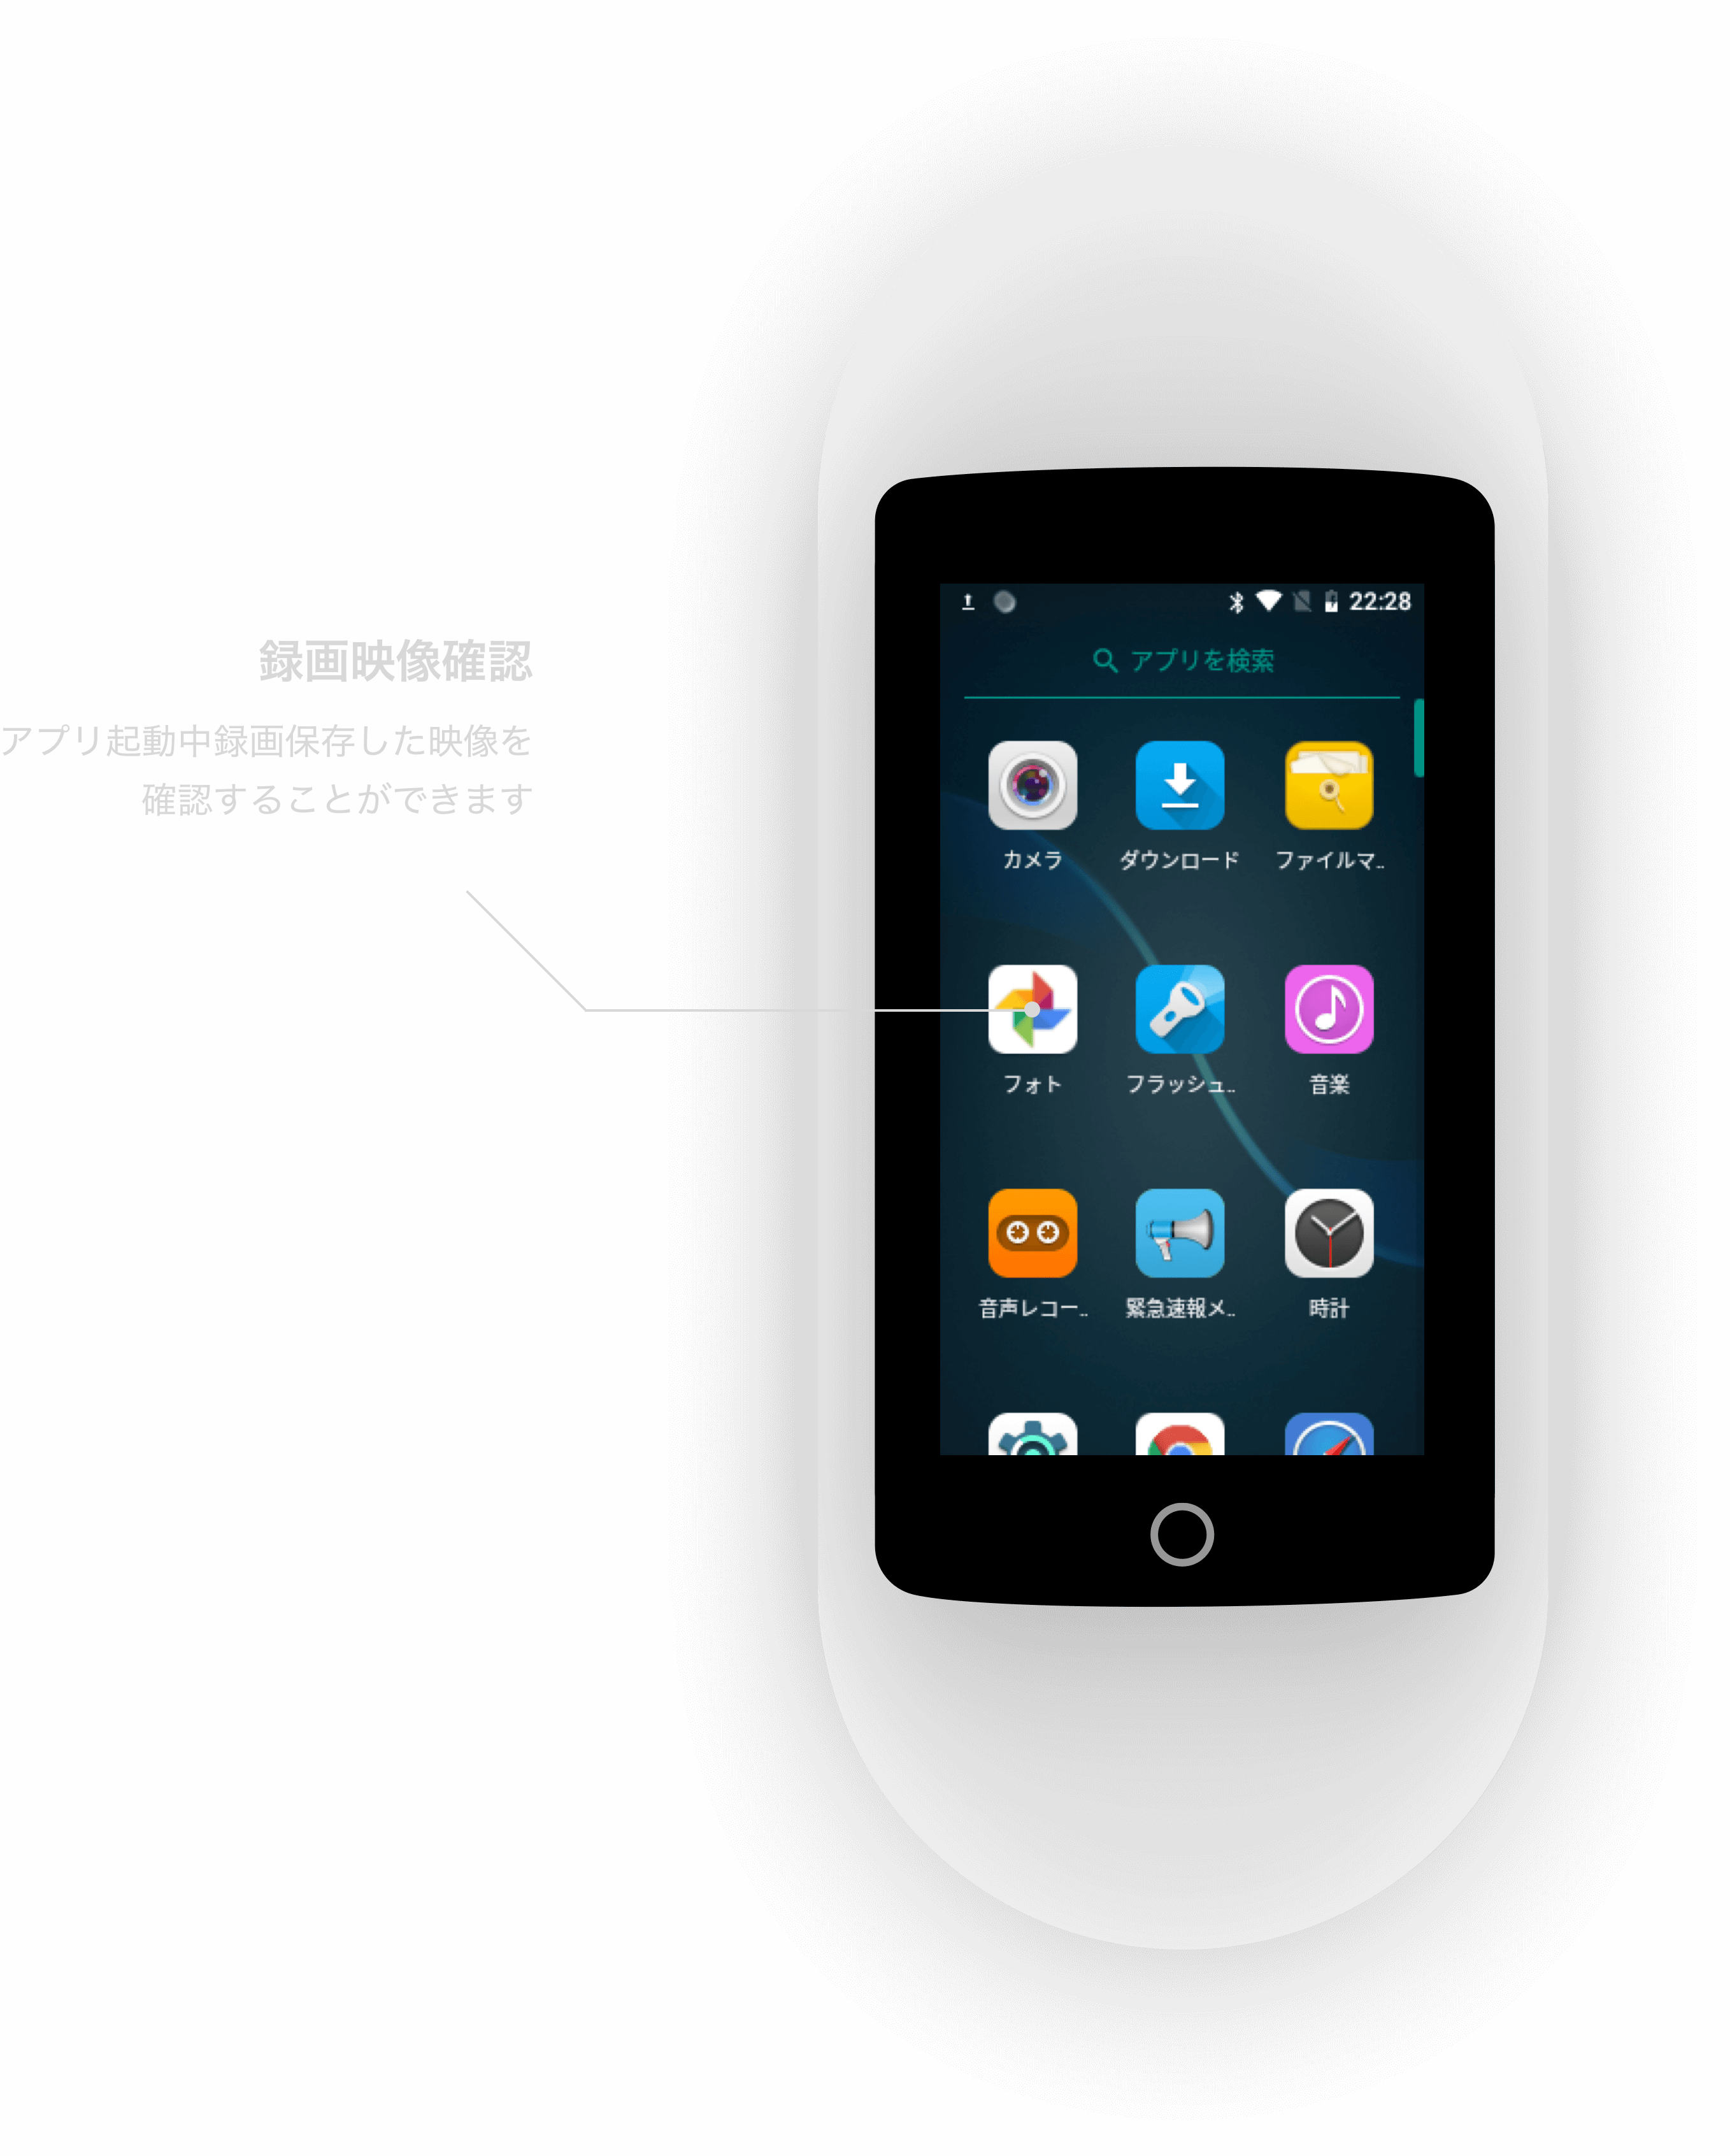 22:28
アプリを検索
録画映像確認
アプリ起動中録画保存した映像を
確認することができます
カメラ
ダウンロード
ファイルマ..
フォト
フラッシュ..
音楽
音声レコー..
緊急速報メ..
時計